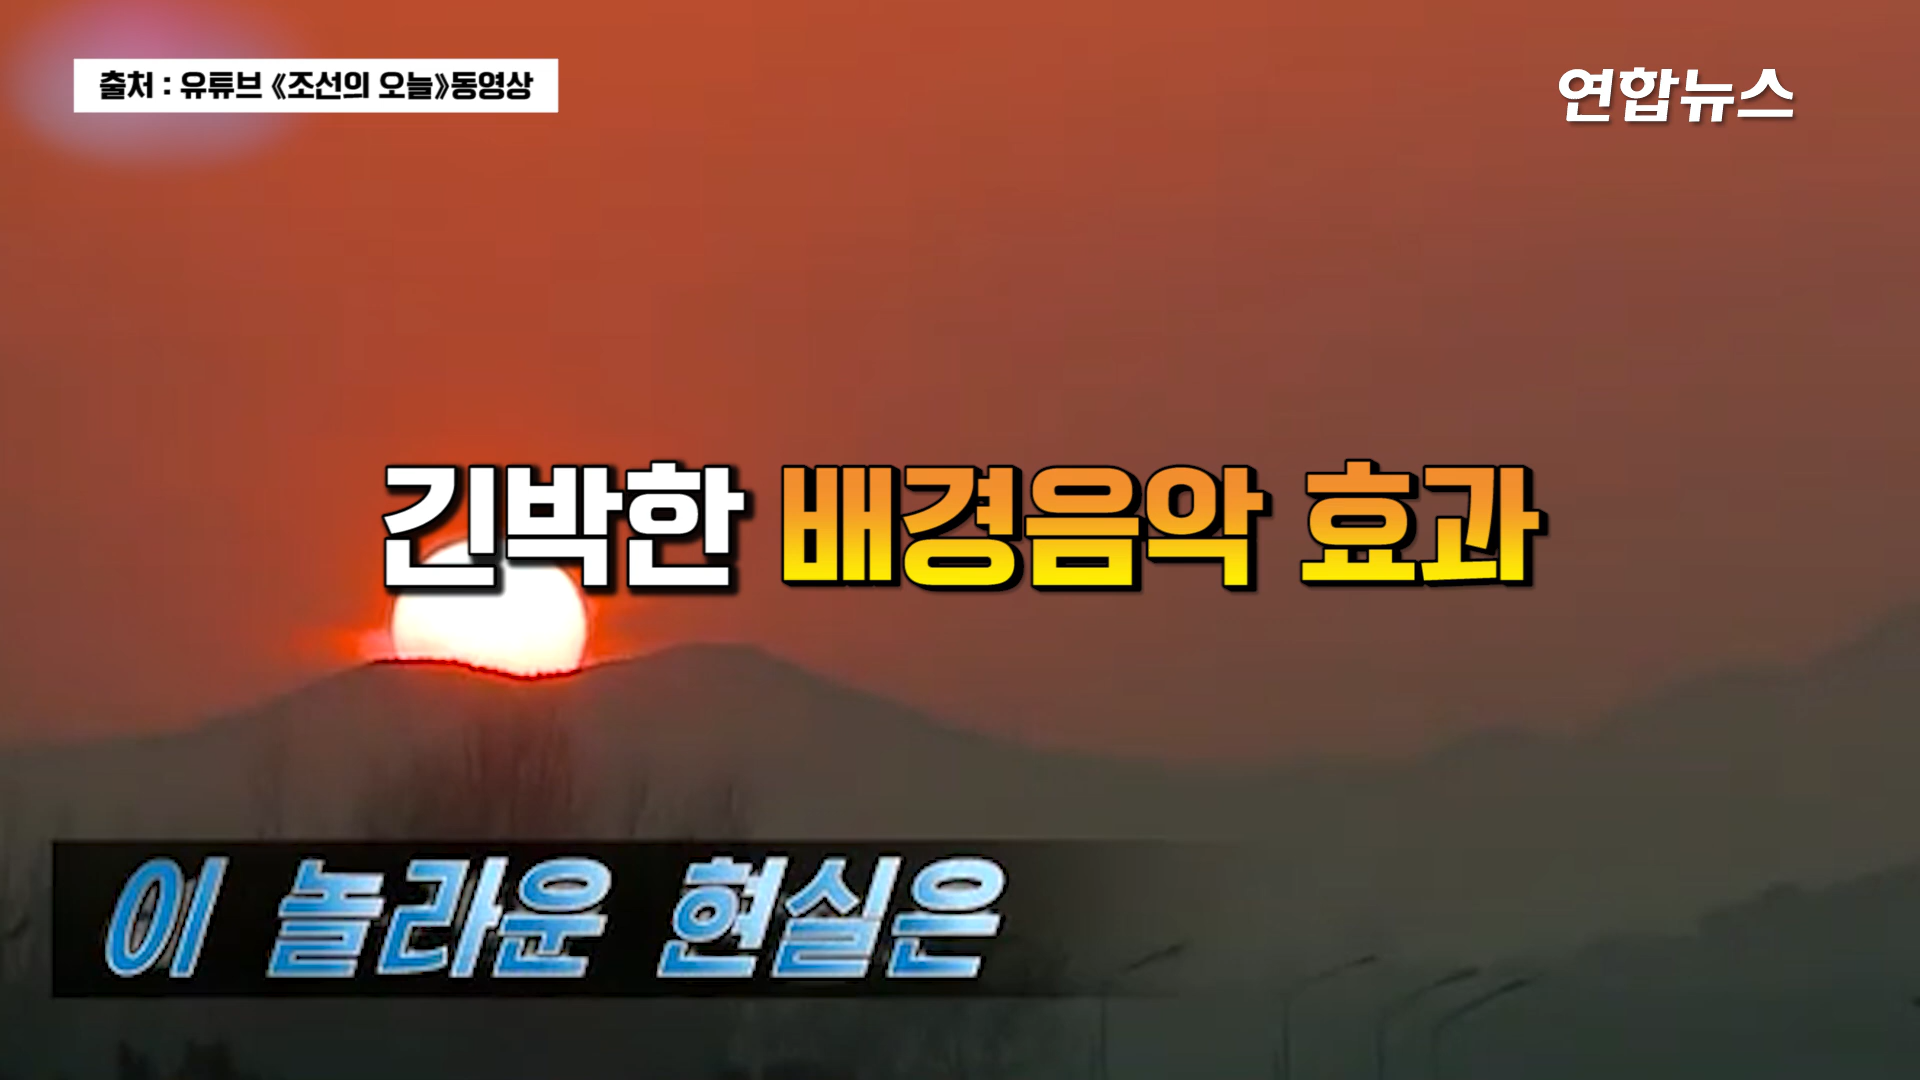 출처 : 유튜브 《조선의 오늘》동영상
연합뉴스
긴박한 배경음악 효과
이 놀라운 현실은